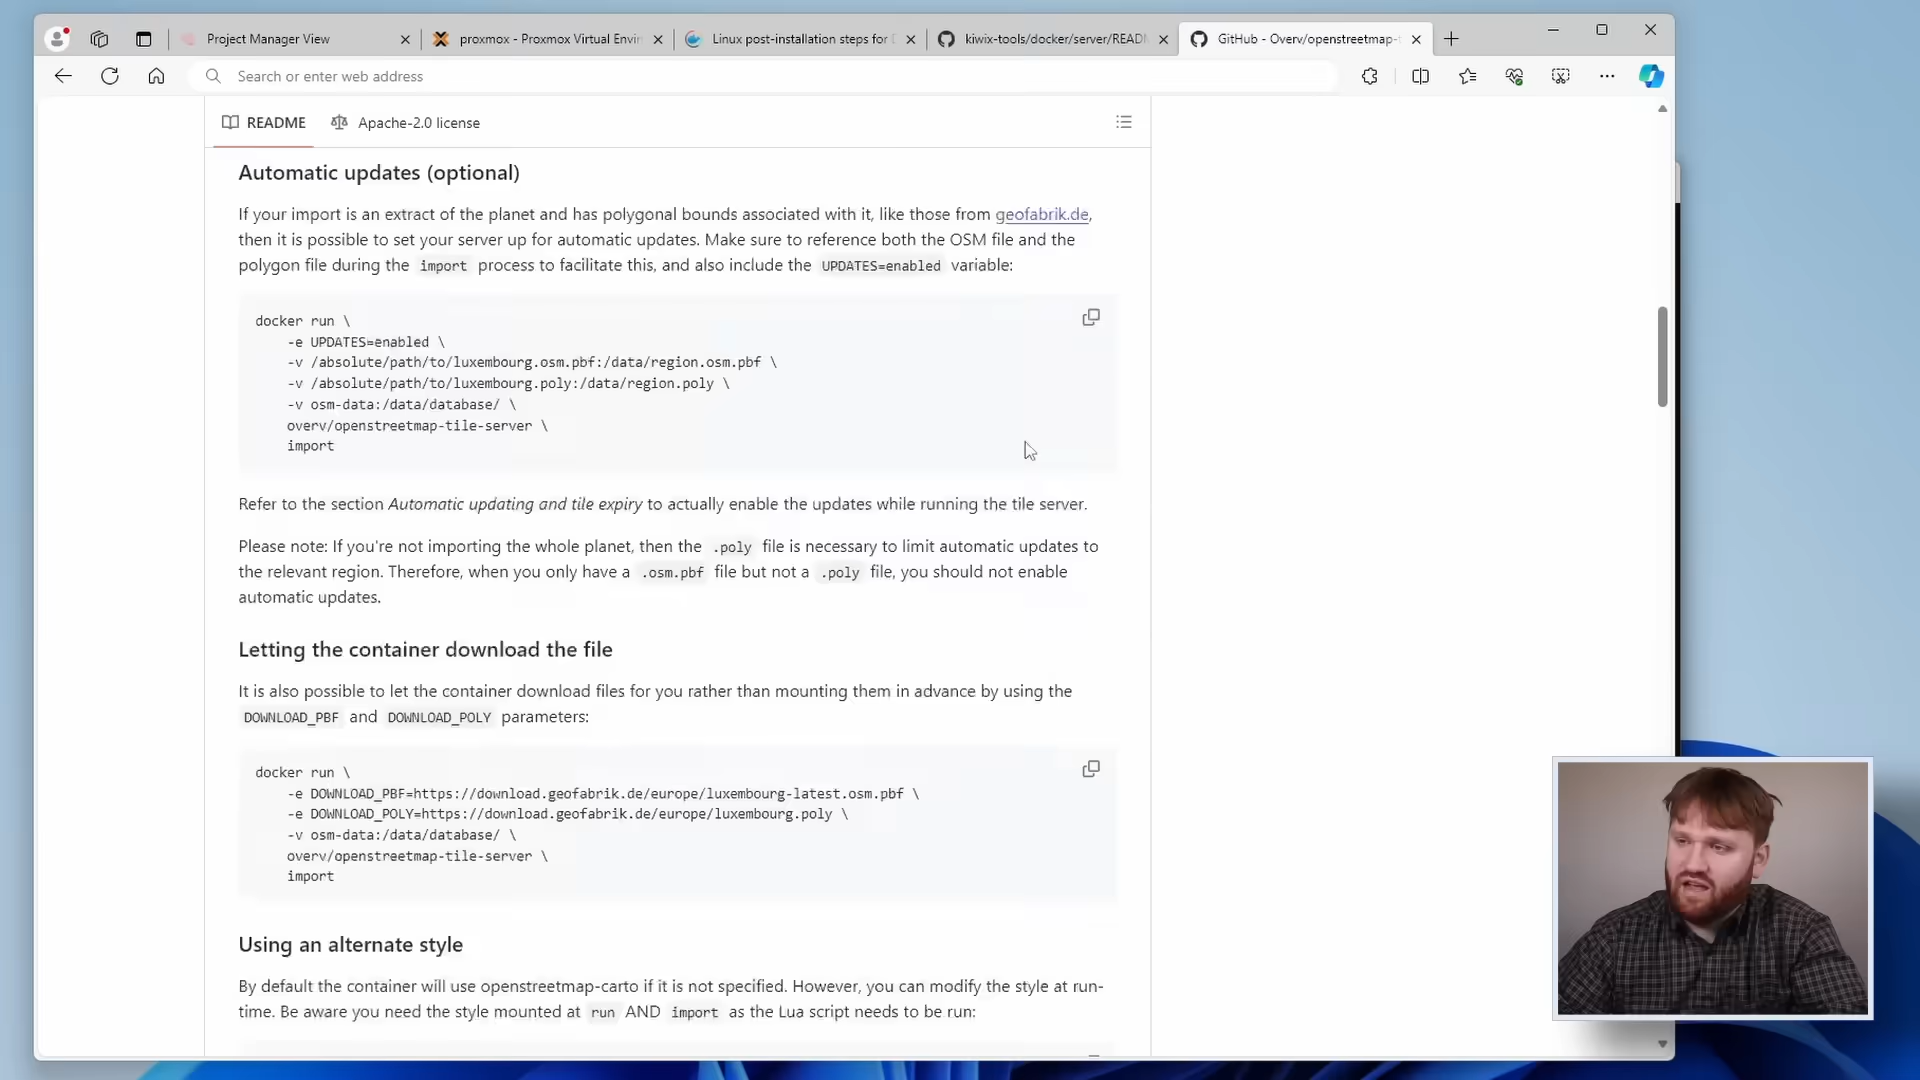 Project Manager View
proxmox - Proxmox Virtual Envir
Linux post-installation steps for D
kiwix-tools/docker/server/READM
GitHub - Overv/openstreetmap-t
Search or enter web address
README
Apache-2.0 license
Automatic updates (optional)
If your import is an extract of the planet and has polygonal bounds associated with it, like those from geofabrik.de,
then it is possible to set your server up for automatic updates. Make sure to reference both the OSM file and the
polygon file during the import process to facilitate this, and also include the UPDATES=enabled variable:
docker run \
-e UPDATES=enabled \
-v /absolute/path/to/luxembourg.osm.pbf:/data/region.osm.pbf \
-v /absolute/path/to/luxembourg.poly:/data/region.poly \
-v osm-data:/data/database/ \
overv/openstreetmap-tile-server \
import
Refer to the section Automatic updating and tile expiry to actually enable the updates while running the tile server.
Please note: If you're not importing the whole planet, then the .poly file is necessary to limit automatic updates to
the relevant region. Therefore, when you only have a .osm.pbf file but not a .poly file, you should not enable
automatic updates.
Letting the container download the file
It is also possible to let the container download files for you rather than mounting them in advance by using the
DOWNLOAD_PBF and DOWNLOAD_POLY parameters:
docker run \
-e DOWNLOAD_PBF=https://download.geofabrik.de/europe/luxembourg-latest.osm.pbf \
-e DOWNLOAD_POLY=https://download.geofabrik.de/europe/luxembourg.poly \
-v osm-data:/data/database/ \
overv/openstreetmap-tile-server \
import
Using an alternate style
By default the container will use openstreetmap-carto if it is not specified. However, you can modify the style at run-
time. Be aware you need the style mounted at run AND import as the Lua script needs to be run: